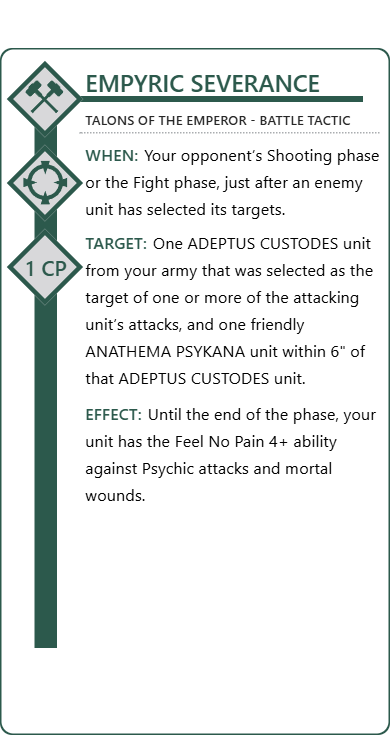 EMPYRIC SEVERANCE
TALONS OF THE EMPEROR - BATTLE TACTIC
WHEN: Your opponent's Shooting phase
or the Fight phase, just after an enemy
unit has selected its targets.
1 CP
TARGET: One ADEPTUS CUSTODES unit
from your army that was selected as the
target of one or more of the attacking
unit's attacks, and one friendly
ANATHEMA PSYKANA unit within 6" of
that ADEPTUS CUSTODES unit.
EFFECT: Until the end of the phase, your
unit has the Feel No Pain 4+ ability
against Psychic attacks and mortal
wounds.